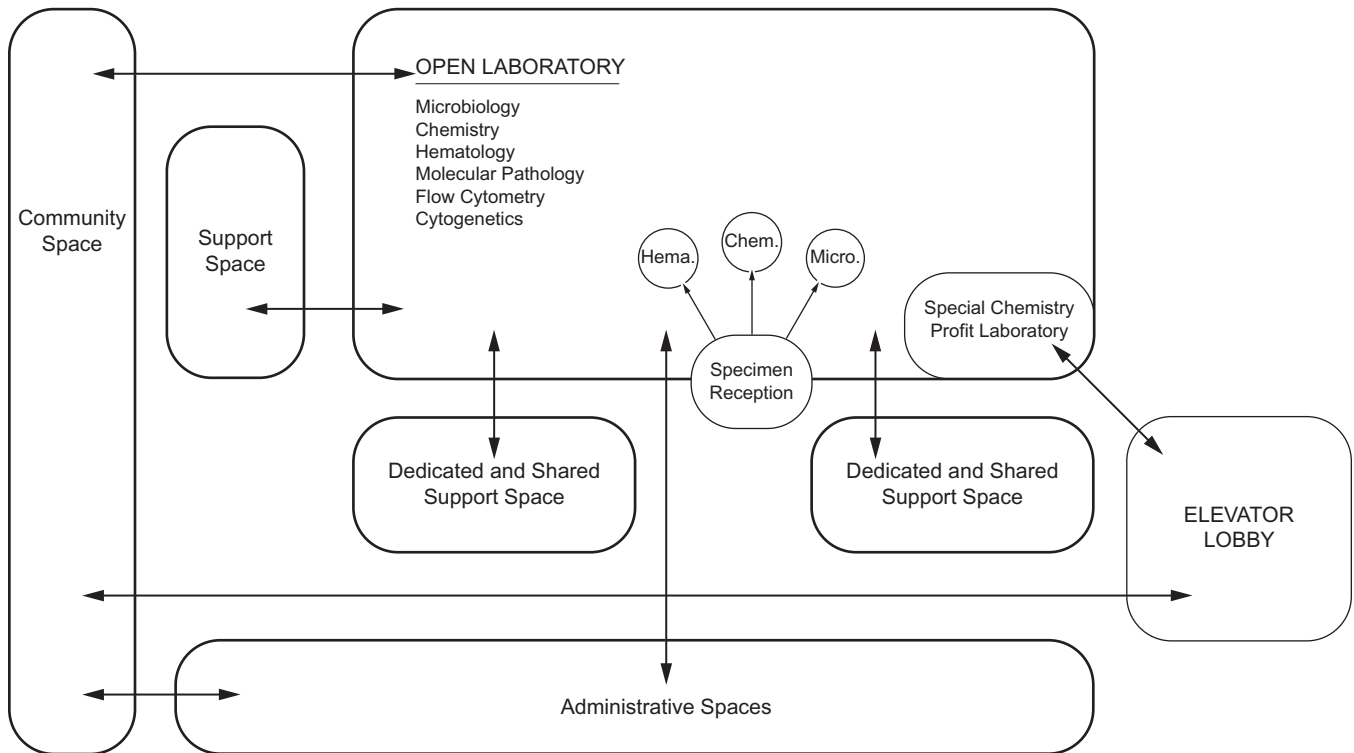 OPEN LABORATORY
Microbiology
Chemistry
Hematology
Molecular Pathology
Flow Cytometry
Cytogenetics
Community
Space
Support
Space
Hema.
Chem.
Micro.
Special Chemistry
Profit Laboratory
Specimen
Reception
Dedicated and Shared
Support Space
Dedicated and Shared
Support Space
ELEVATOR
LOBBY
Administrative Spaces